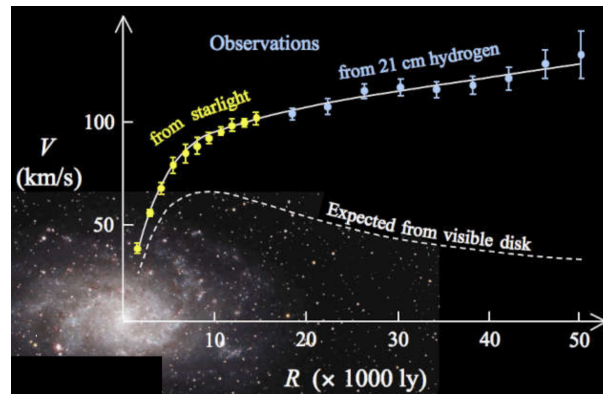 Observations
from 21 cm hydrogen
from starlight
100
V
(km/s)
50
Expected from visible disk
10
20
30
40
50
R (× 1000 ly)